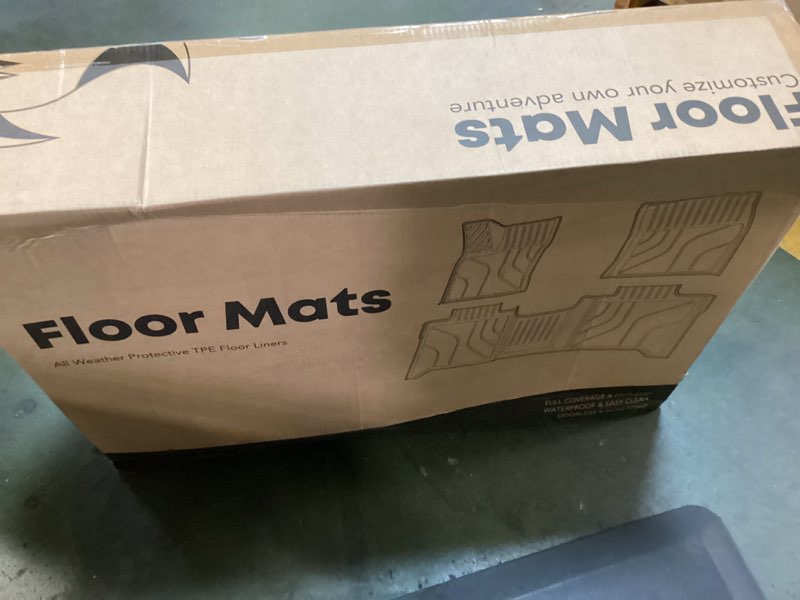 Floor Mats
Customize your own adventure
Floor Mats
All Weather Protective TPE Floor Liners
FULL COVERAGE &
WATERPROOF & EASY CLEAN
ODORLESS &